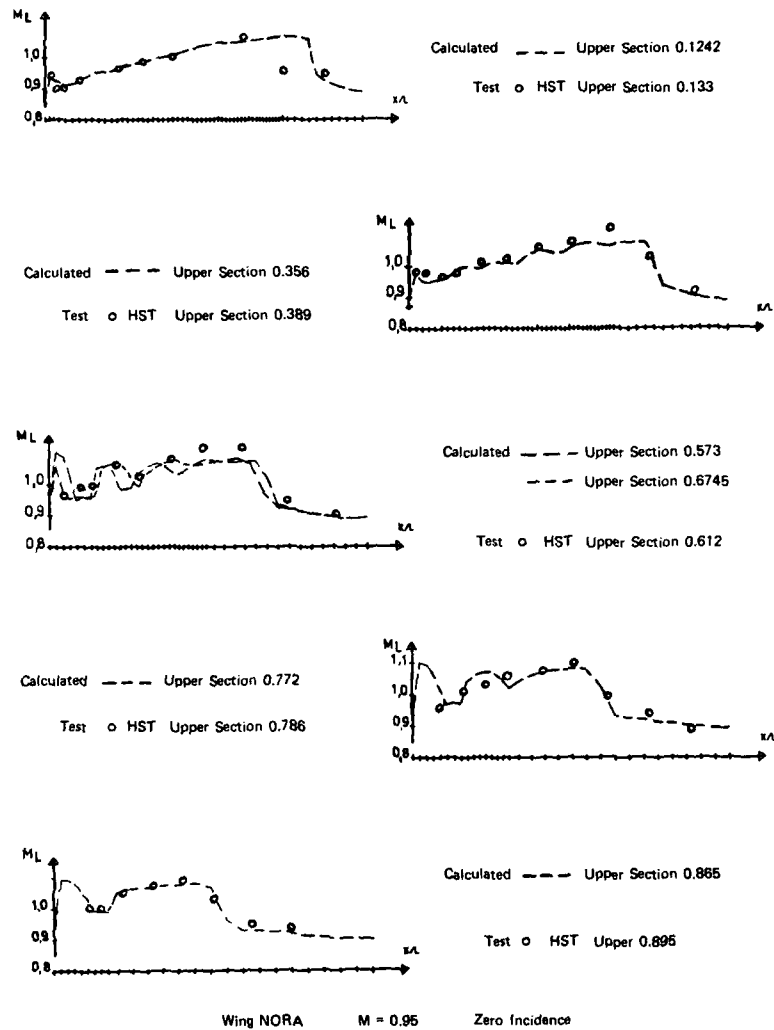 ML
1,0
0,9
0,8
X/L
Calculated Upper Section 0.1242
Test HST Upper Section 0.133
ML
1,0
0,9
0,8
X/L
Calculated Upper Section 0.356
Test HST Upper Section 0.389
ML
1,0
0,9
0,8
X/L
Calculated Upper Section 0.573
Upper Section 0.6745
Test HST Upper Section 0.612
ML
1,1
1,0
0,9
0,8
X/L
Calculated Upper Section 0.772
Test HST Upper Section 0.786
ML
1,0
0,9
0,8
X/L
Calculated Upper Section 0.865
Test HST Upper 0.895
Wing NORA M = 0.95 Zero Incidence